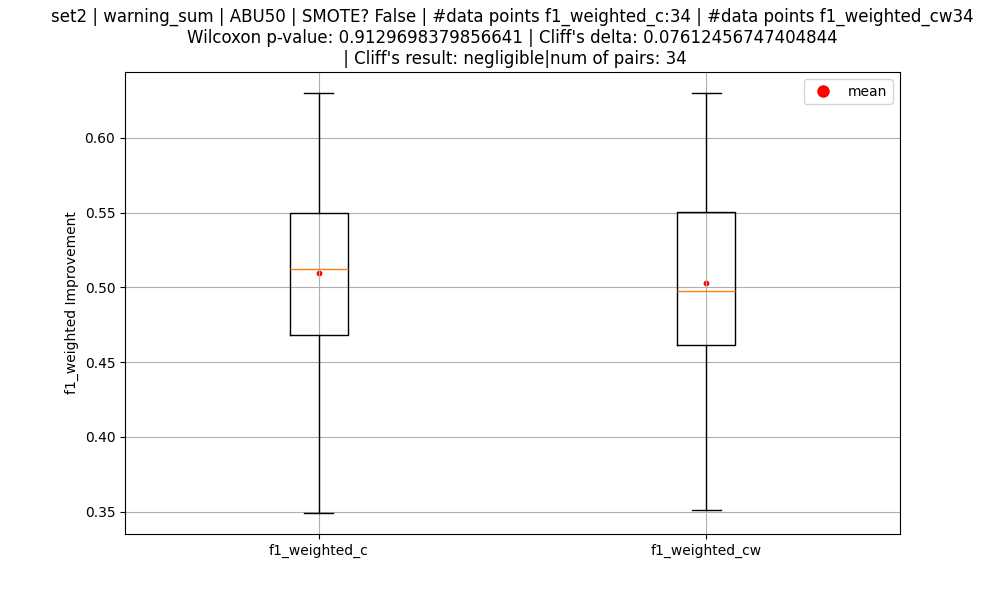 set2 | warning_sum | ABU50 | SMOTE? False | #data points f1_weighted_c:34 | #data points f1_weighted_cw34
Wilcoxon p-value: 0.9129698379856641 | Cliff's delta: 0.07612456747404844
| Cliff's result: negligible|num of pairs: 34
mean
f1_weighted Improvement
0.60
0.55
0.50
0.45
0.40
0.35
f1_weighted_c
f1_weighted_cw